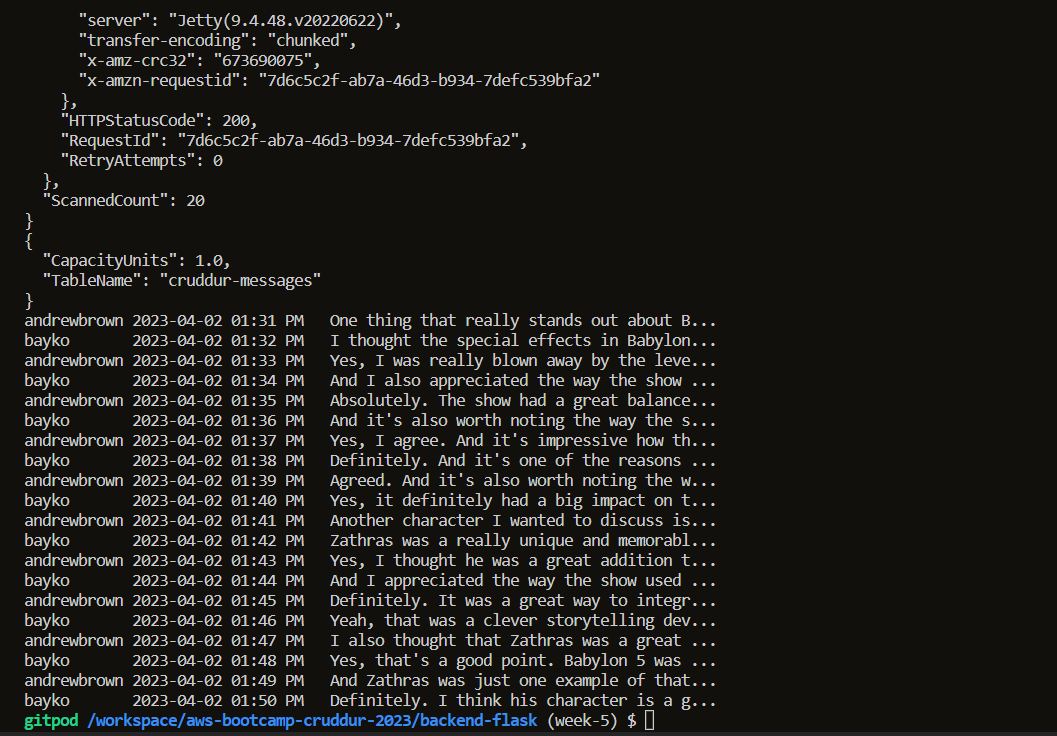 "server": "Jetty(9.4.48.v20220622)",
"transfer-encoding": "chunked",
"x-amz-crc32": "673690075",
"x-amzn-requestid": "7d6c5c2f-ab7a-46d3-b934-7defc539bfa2"
},
"HTTPStatusCode": 200,
"RequestId": "7d6c5c2f-ab7a-46d3-b934-7defc539bfa2",
"RetryAttempts": 0
},
"ScannedCount": 20
}
{
"CapacityUnits": 1.0,
"TableName": "cruddur-messages"
}
andrewbrown 2023-04-02 01:31 PM   One thing that really stands out about B...
bayko       2023-04-02 01:32 PM   I thought the special effects in Babylon...
andrewbrown 2023-04-02 01:33 PM   Yes, I was really blown away by the leve...
bayko       2023-04-02 01:34 PM   And I also appreciated the way the show ...
andrewbrown 2023-04-02 01:35 PM   Absolutely. The show had a great balance...
bayko       2023-04-02 01:36 PM   And it's also worth noting the way the s...
andrewbrown 2023-04-02 01:37 PM   Yes, I agree. And it's impressive how th...
bayko       2023-04-02 01:38 PM   Definitely. And it's one of the reasons ...
andrewbrown 2023-04-02 01:39 PM   Agreed. And it's also worth noting the w...
bayko       2023-04-02 01:40 PM   Yes, it definitely had a big impact on t...
andrewbrown 2023-04-02 01:41 PM   Another character I wanted to discuss is...
bayko       2023-04-02 01:42 PM   Zathras was a really unique and memorabl...
andrewbrown 2023-04-02 01:43 PM   Yes, I thought he was a great addition t...
bayko       2023-04-02 01:44 PM   And I appreciated the way the show used ...
andrewbrown 2023-04-02 01:45 PM   Definitely. It was a great way to integr...
bayko       2023-04-02 01:46 PM   Yeah, that was a clever storytelling dev...
andrewbrown 2023-04-02 01:47 PM   I also thought that Zathras was a great ...
bayko       2023-04-02 01:48 PM   Yes, that's a good point. Babylon 5 was ...
andrewbrown 2023-04-02 01:49 PM   And Zathras was just one example of that...
bayko       2023-04-02 01:50 PM   Definitely. I think his character is a g...
gitpod /workspace/aws-bootcamp-cruddur-2023/backend-flask (week-5) $